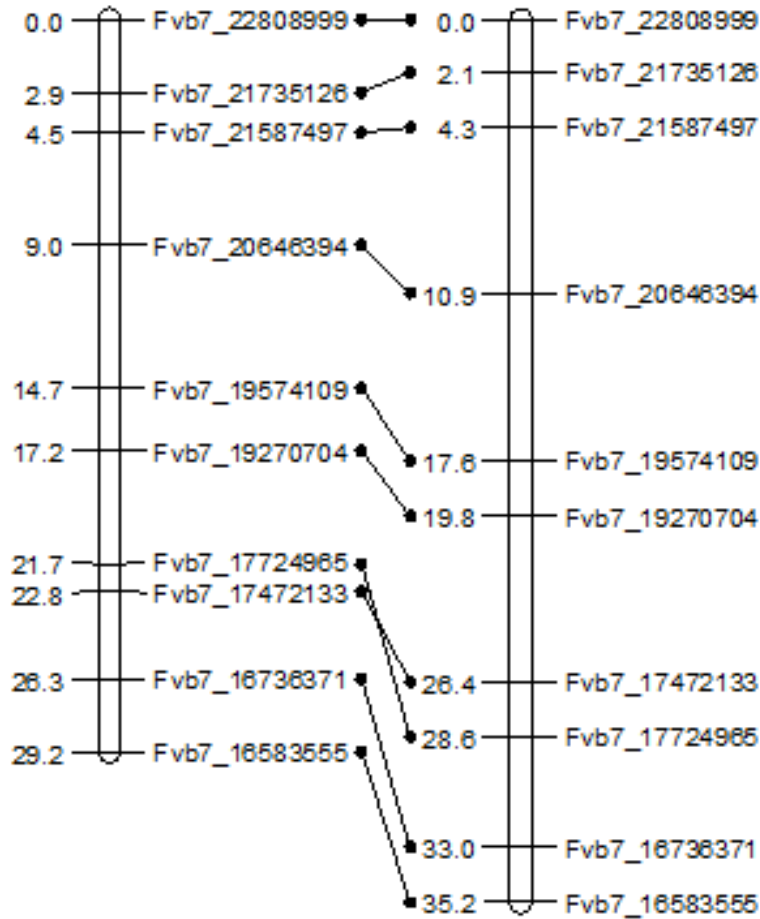 0.0 Fvb7_22808999
2.9 Fvb7_21735126
4.5 Fvb7_21587497
9.0 Fvb7_20646394
14.7 Fvb7_19574109
17.2 Fvb7_19270704
21.7 Fvb7_17724965
22.8 Fvb7_17472133
26.3 Fvb7_16736371
29.2 Fvb7_16583555
0.0 Fvb7_22808999
2.1 Fvb7_21735126
4.3 Fvb7_21587497
10.9 Fvb7_20646394
17.6 Fvb7_19574109
19.8 Fvb7_19270704
26.4 Fvb7_17472133
28.6 Fvb7_17724965
33.0 Fvb7_16736371
35.2 Fvb7_16583555